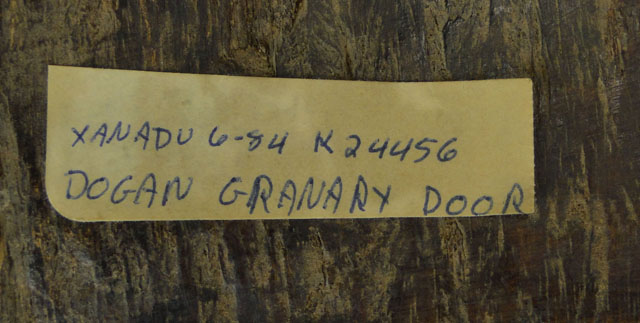 XANADU 6-84 K24456
DOGAN GRANARY DOOR